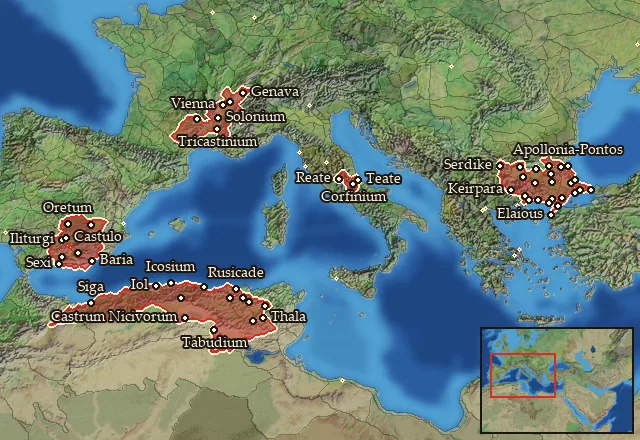 Genava
Vienna
Solonium
Tricastinium
Apollonia-Pontos
Serdike
Reate
Teate
Keirpara
Corfinium
Oretum
Elaious
Iliturgi
Castulo
Sexi
Baria
Icosium
Rusicade
Siga
Iol
Castrum Nicivorum
Thala
Tabudium